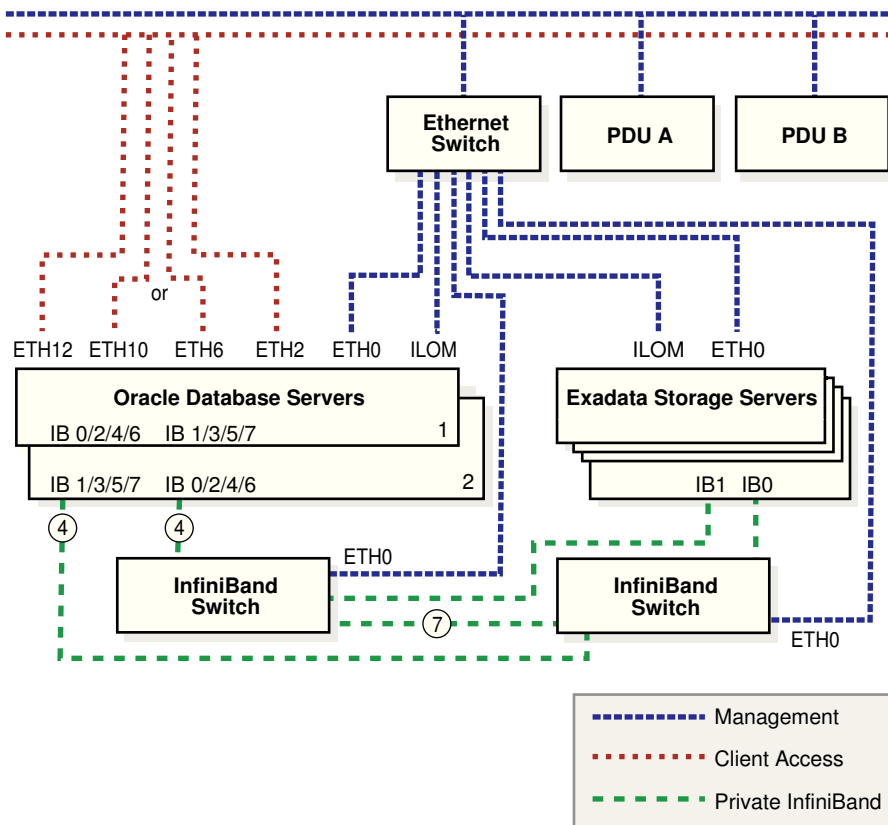 Ethernet
Switch
PDU A
PDU B
or
ETH12 ETH10 ETH6 ETH2 ETH0 ILOM
ILOM ETH0
Oracle Database Servers
IB 0/2/4/6 IB 1/3/5/7 1
IB 1/3/5/7 IB 0/2/4/6 2
Exadata Storage Servers
IB1 IB0
4
4
ETH0
InfiniBand
Switch
7
InfiniBand
Switch
ETH0
Management
Client Access
Private InfiniBand